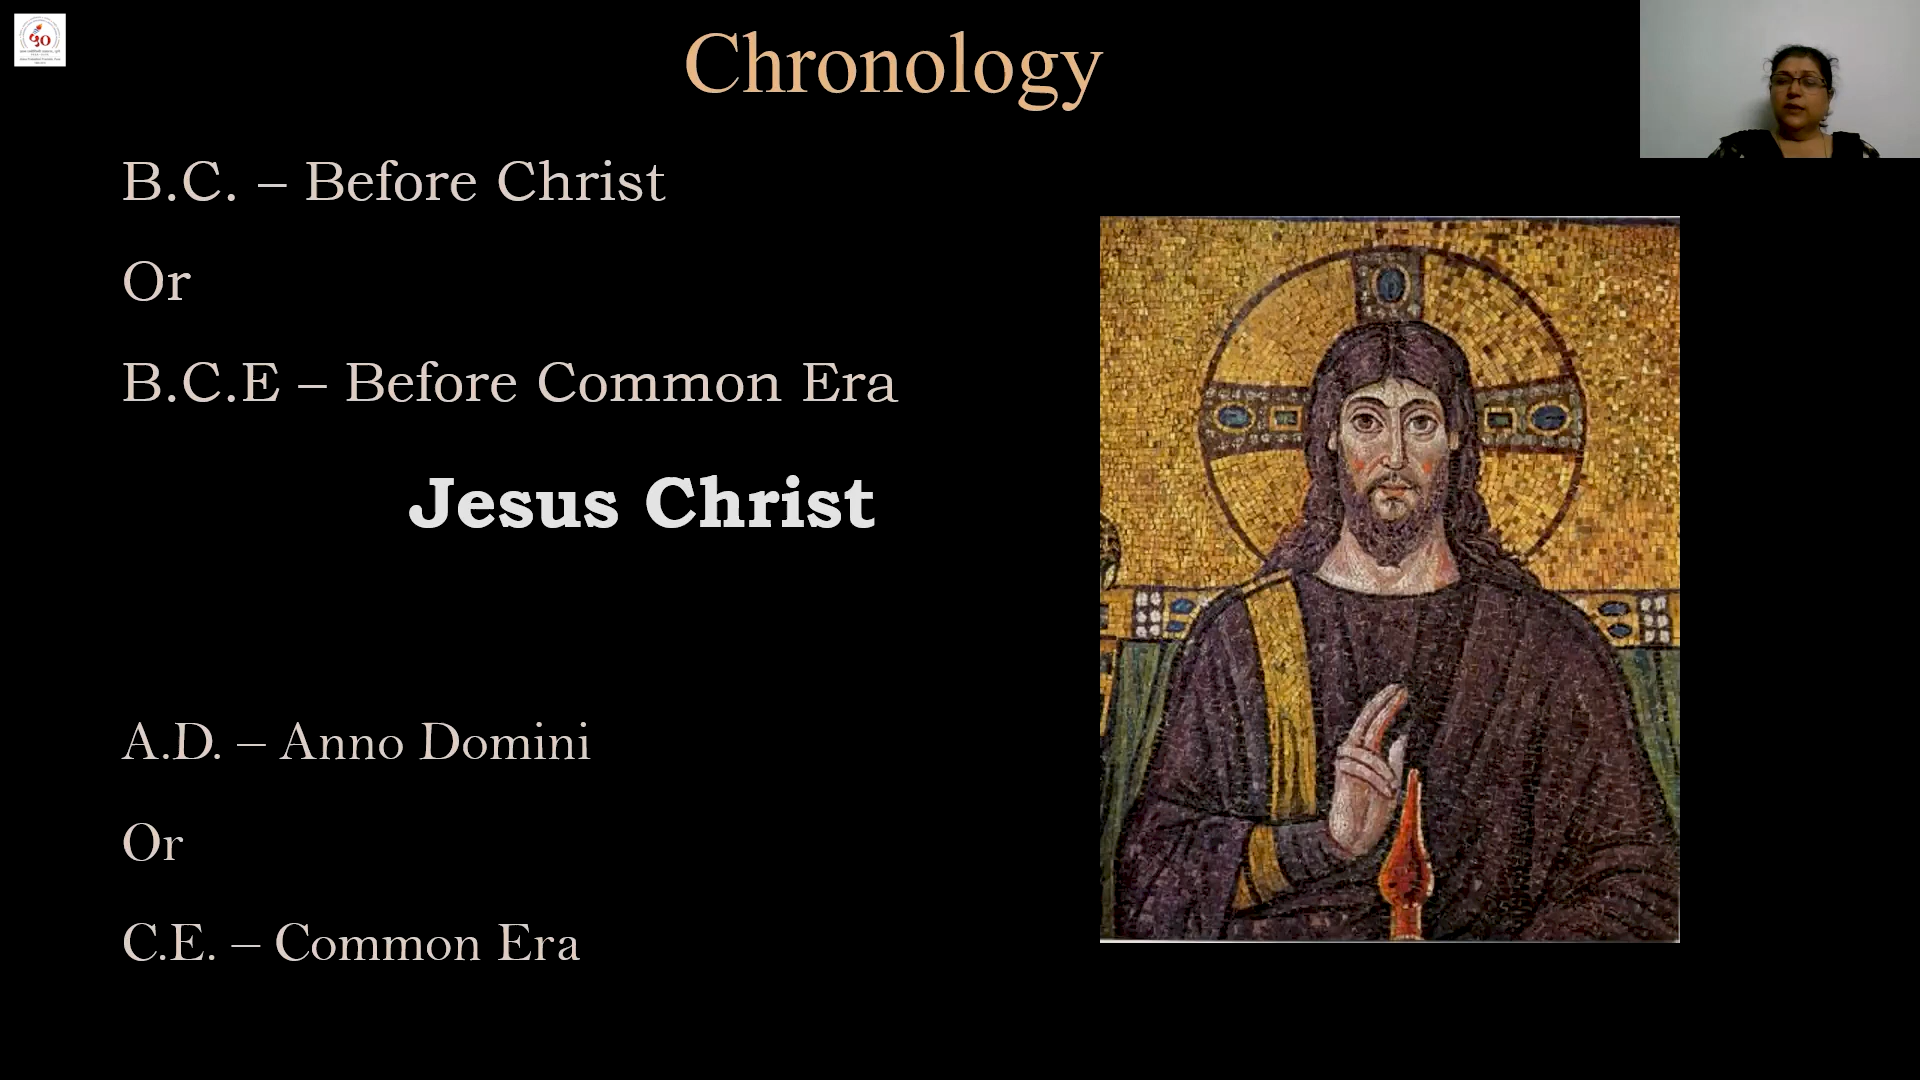 Chronology
B.C. – Before Christ
Or
B.C.E – Before Common Era
Jesus Christ
A.D. – Anno Domini
Or
C.E. – Common Era